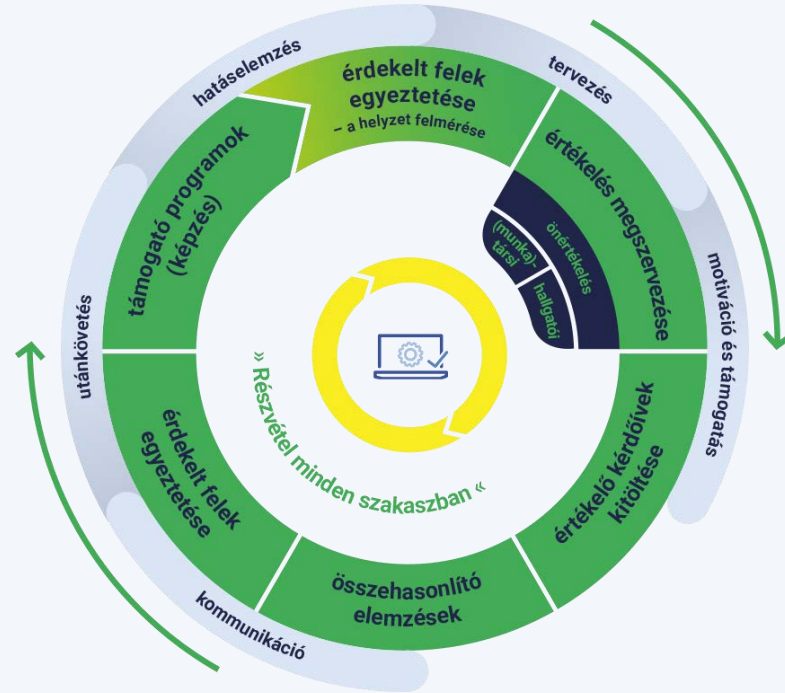 hatáselemzés
tervezés
motiváció és támogatás
kommunikáció
utánkövetés
érdekelt felek
egyeztetése
– a helyzet felmérése
értékelés megszervezése
önértékelés
(munka)-
társi
hallgatói
értékelő kérdőívek
kitöltése
összehasonlító
elemzések
érdekelt felek
egyeztetése
támogató programok
(képzés)
» Részvétel minden szakaszban «